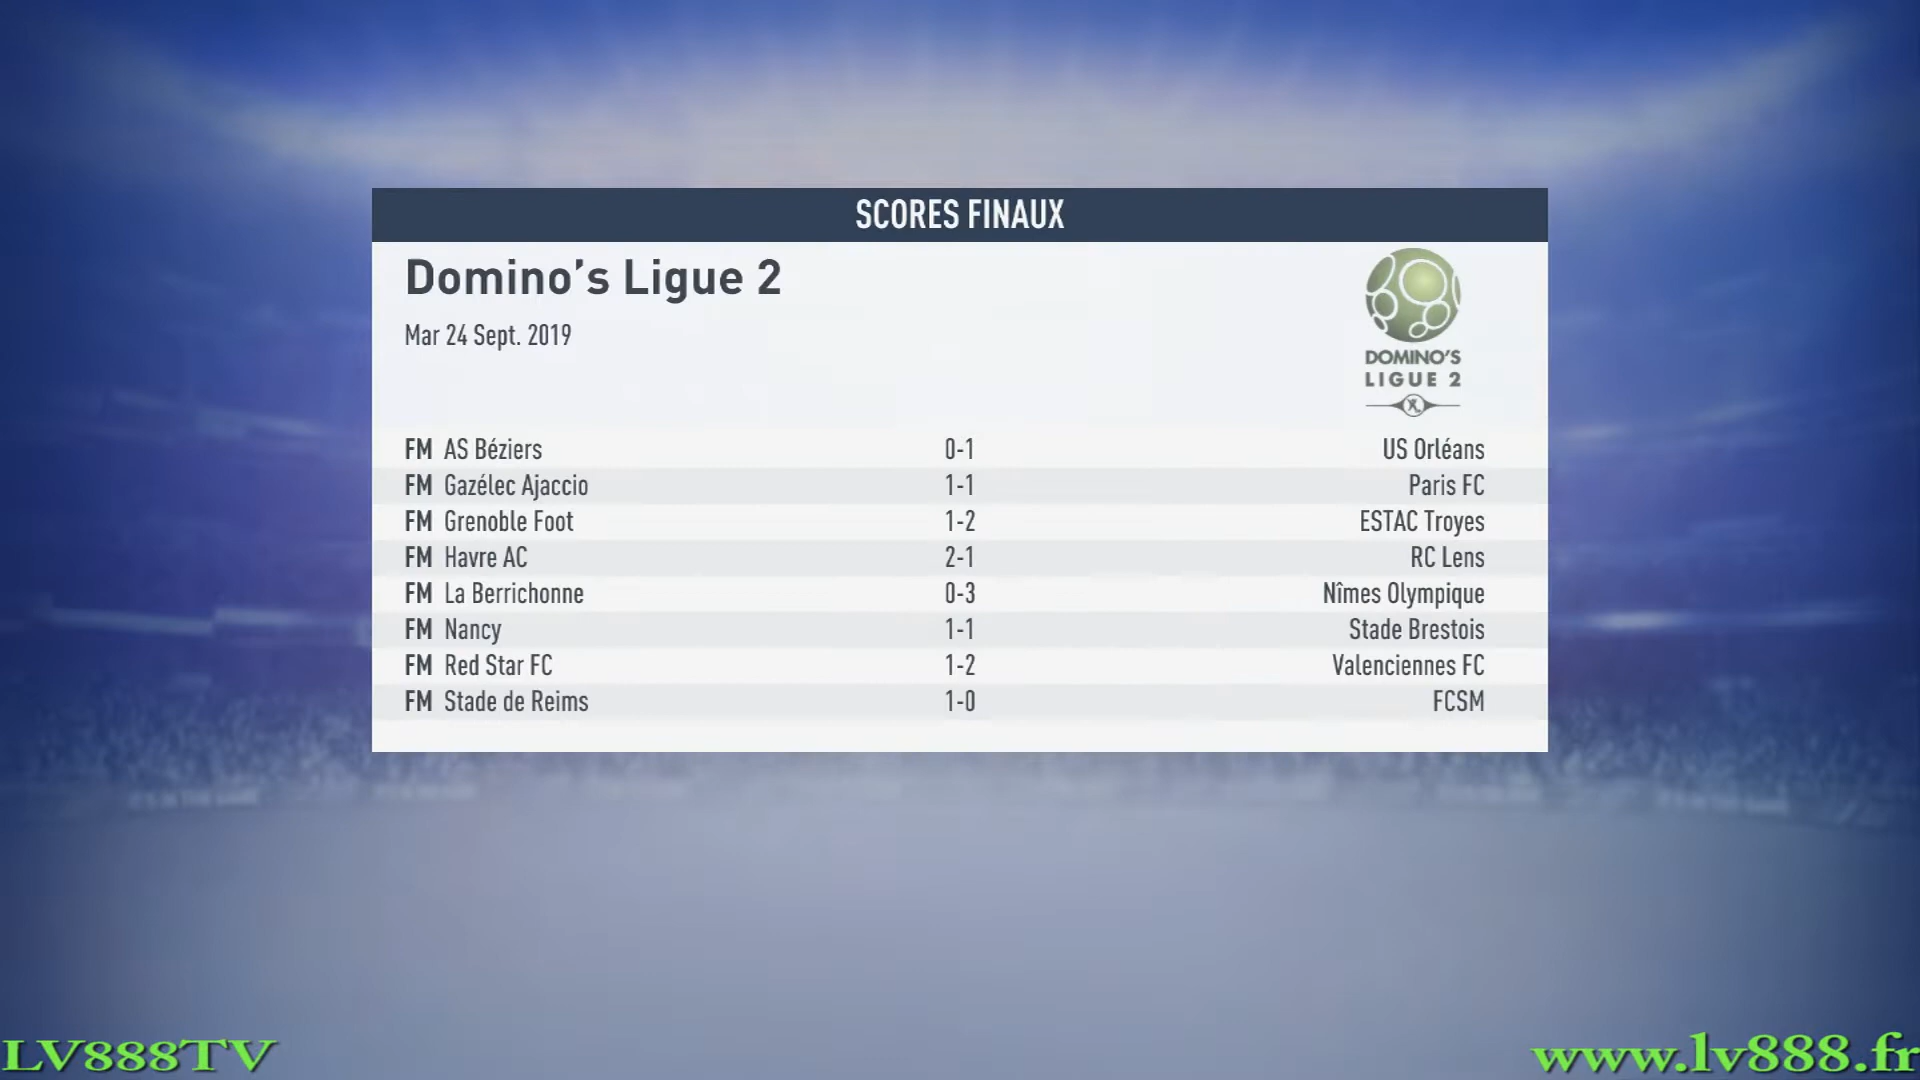 SCORES FINAUX
Domino's Ligue 2
Mar 24 Sept. 2019
DOMINO'S
LIGUE 2
FM AS Béziers 0-1 US Orléans
FM Gazélec Ajaccio 1-1 Paris FC
FM Grenoble Foot 1-2 ESTAC Troyes
FM Havre AC 2-1 RC Lens
FM La Berrichonne 0-3 Nîmes Olympique
FM Nancy 1-1 Stade Brestois
FM Red Star FC 1-2 Valenciennes FC
FM Stade de Reims 1-0 FCSM
LV888TV www.lv888.fr